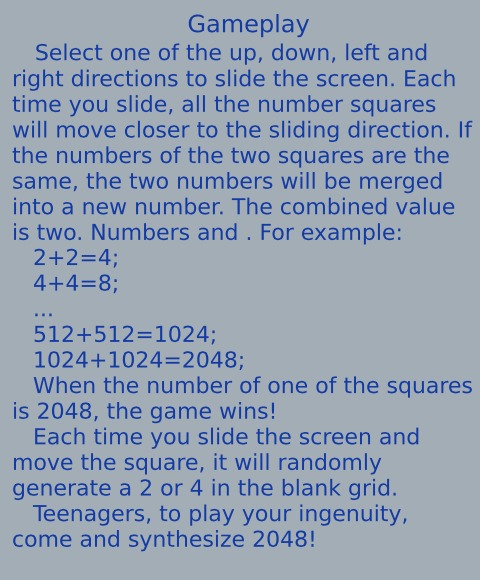 Gameplay
Select one of the up, down, left and
right directions to slide the screen. Each
time you slide, all the number squares
will move closer to the sliding direction. If
the numbers of the two squares are the
same, the two numbers will be merged
into a new number. The combined value
is two. Numbers and . For example:
2+2=4;
4+4=8;
...
512+512=1024;
1024+1024=2048;
When the number of one of the squares
is 2048, the game wins!
Each time you slide the screen and
move the square, it will randomly
generate a 2 or 4 in the blank grid.
Teenagers, to play your ingenuity,
come and synthesize 2048!